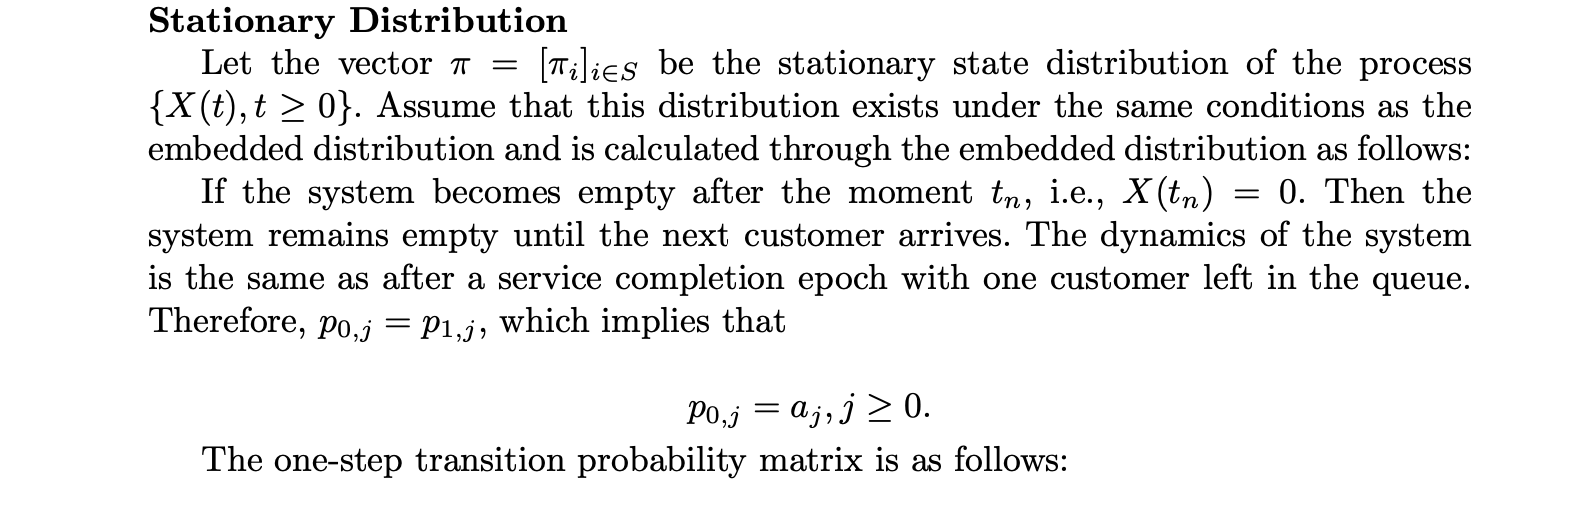 Stationary Distribution
Let the vector π = [π_i]_{i∈S} be the stationary state distribution of the process
{X(t), t ≥ 0}. Assume that this distribution exists under the same conditions as the
embedded distribution and is calculated through the embedded distribution as follows:
If the system becomes empty after the moment t_n, i.e., X(t_n) = 0. Then the
system remains empty until the next customer arrives. The dynamics of the system
is the same as after a service completion epoch with one customer left in the queue.
Therefore, p_{0,j} = p_{1,j}, which implies that
p_{0,j} = a_j, j ≥ 0.
The one-step transition probability matrix is as follows: